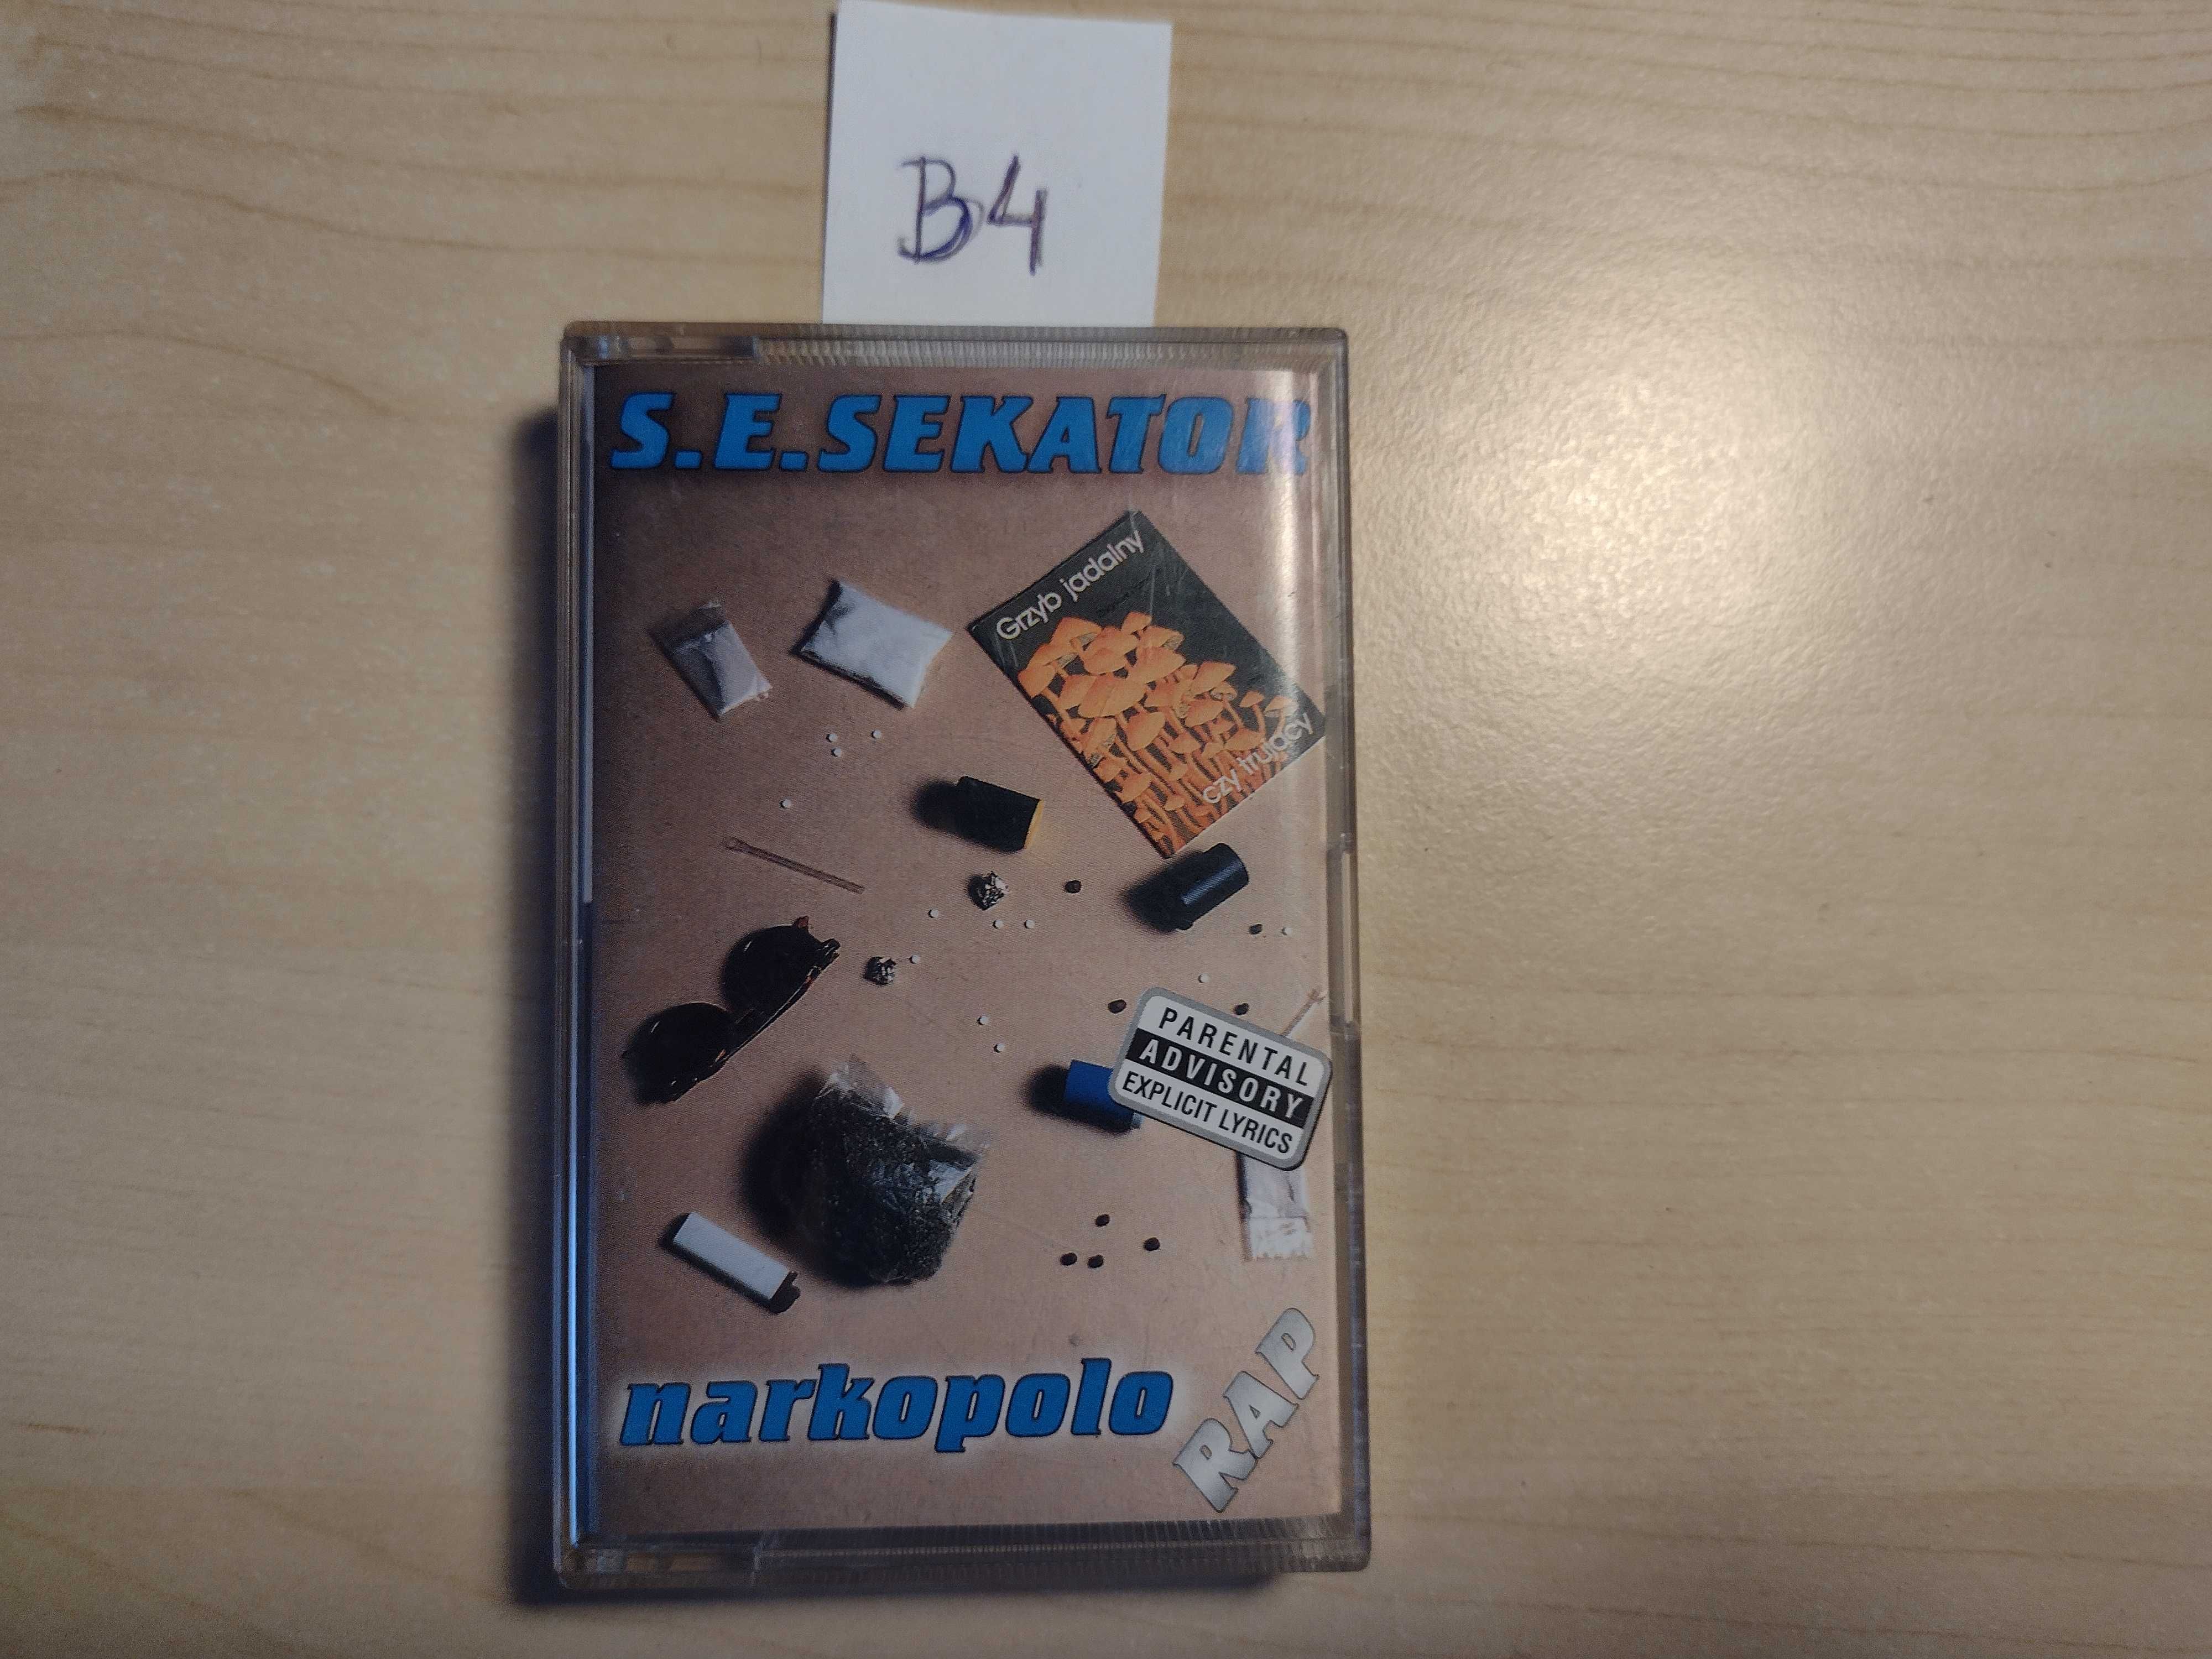 B4
S.E.SEKATOR
Grzyb jadalny
czy trujący
PARENTAL
ADVISORY
EXPLICIT LYRICS
narkopolo
RAP